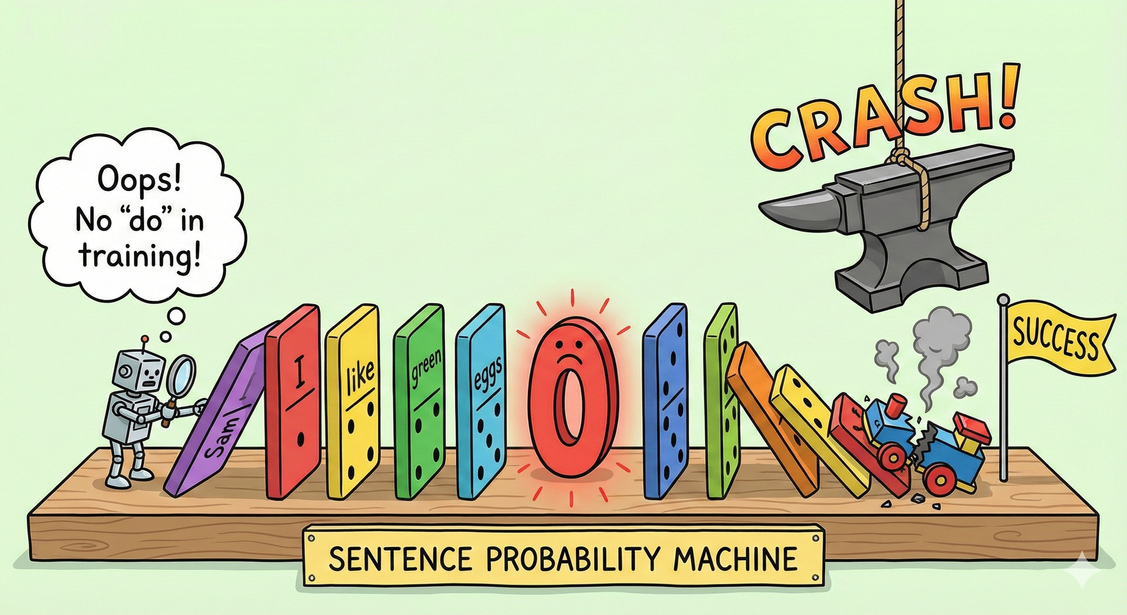 CRASH!
Oops!
No “do” in
training!
SUCCESS
Sam
I
like
green
eggs
0
SENTENCE PROBABILITY MACHINE